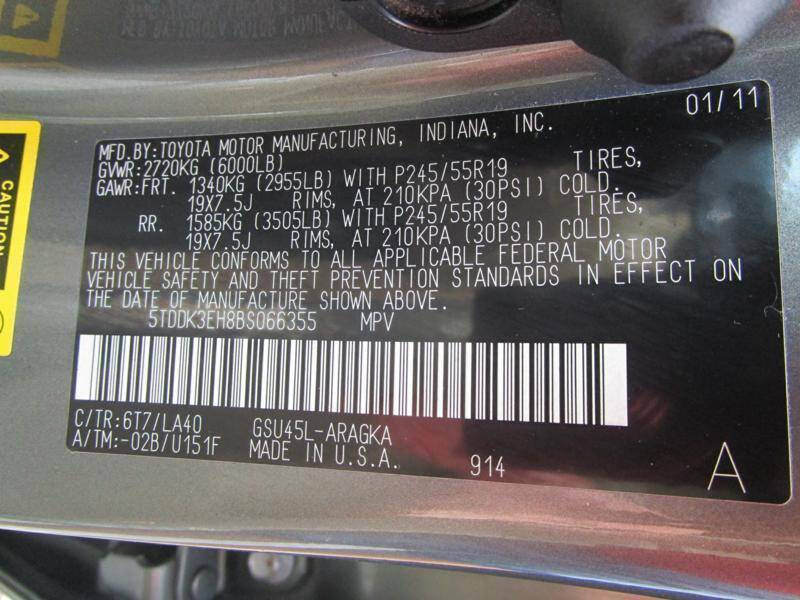 01/11
MFD.BY:TOYOTA MOTOR MANUFACTURING, INDIANA, INC.
GVWR:2720KG (6000LB)
GAWR:FRT. 1340KG (2955LB) WITH P245/55R19 TIRES,
19X7.5J RIMS, AT 210KPA (30PSI) COLD.
RR. 1585KG (3505LB) WITH P245/55R19 TIRES,
19X7.5J RIMS, AT 210KPA (30PSI) COLD.
THIS VEHICLE CONFORMS TO ALL APPLICABLE FEDERAL MOTOR
VEHICLE SAFETY AND THEFT PREVENTION STANDARDS IN EFFECT ON
THE DATE OF MANUFACTURE SHOWN ABOVE.
5TDDK3EH8BS066355 MPV
C/TR:6T7/LA40 GSU45L-ARAGKA
A/TM:-02B/U151F MADE IN U.S.A. 914
A
CAUTION